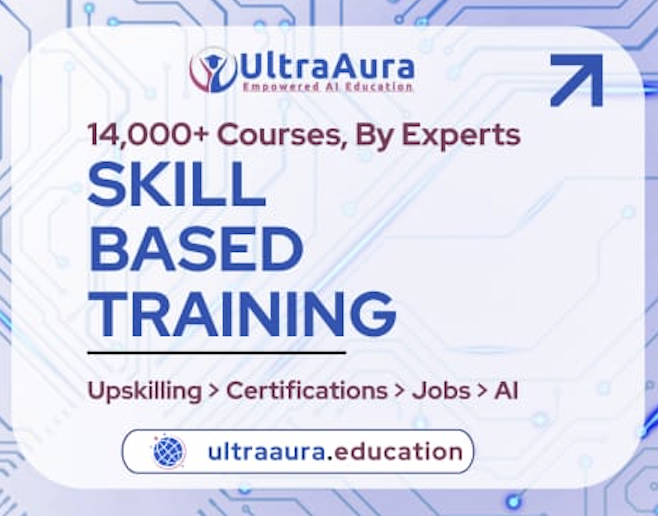 UltraAura
Empowered AI Education
14,000+ Courses, By Experts
SKILL
BASED
TRAINING
Upskilling > Certifications > Jobs > AI
ultraaura.education